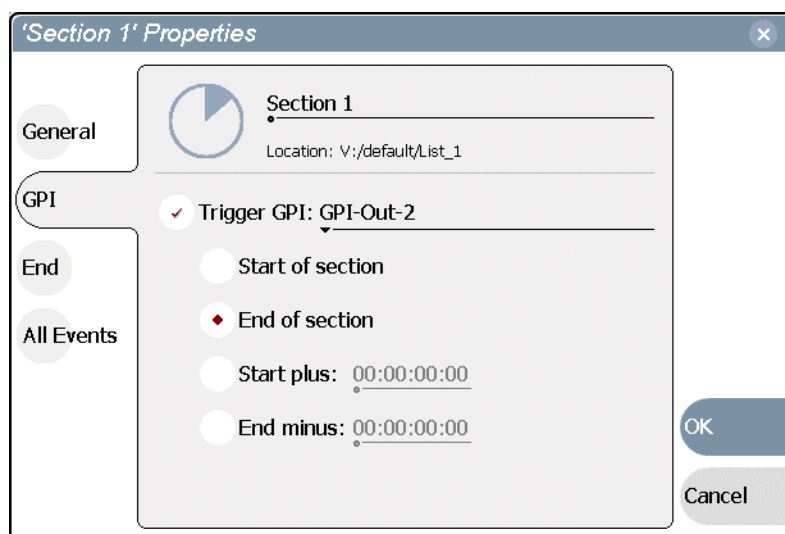 'Section 1' Properties
General
GPI
End
All Events
Section 1
Location: V:/default/List_1
Trigger GPI: GPI-Out-2
Start of section
End of section
Start plus: 00:00:00:00
End minus: 00:00:00:00
OK
Cancel